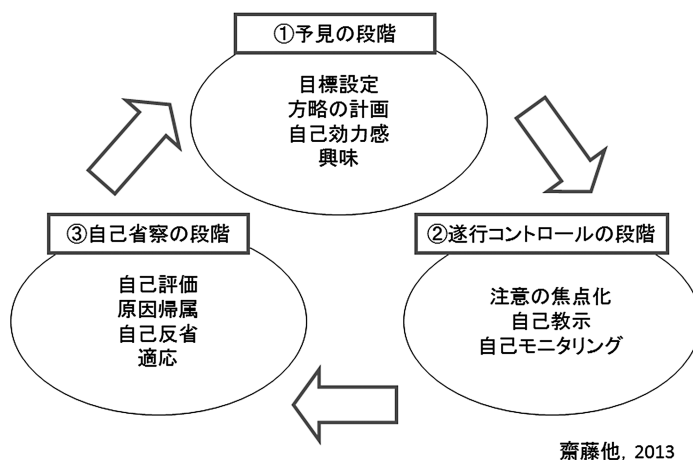 ①予見の段階
目標設定
方略の計画
自己効力感
興味
③自己省察の段階
自己評価
原因帰属
自己反省
適応
②遂行コントロールの段階
注意の焦点化
自己教示
自己モニタリング
齋藤他, 2013